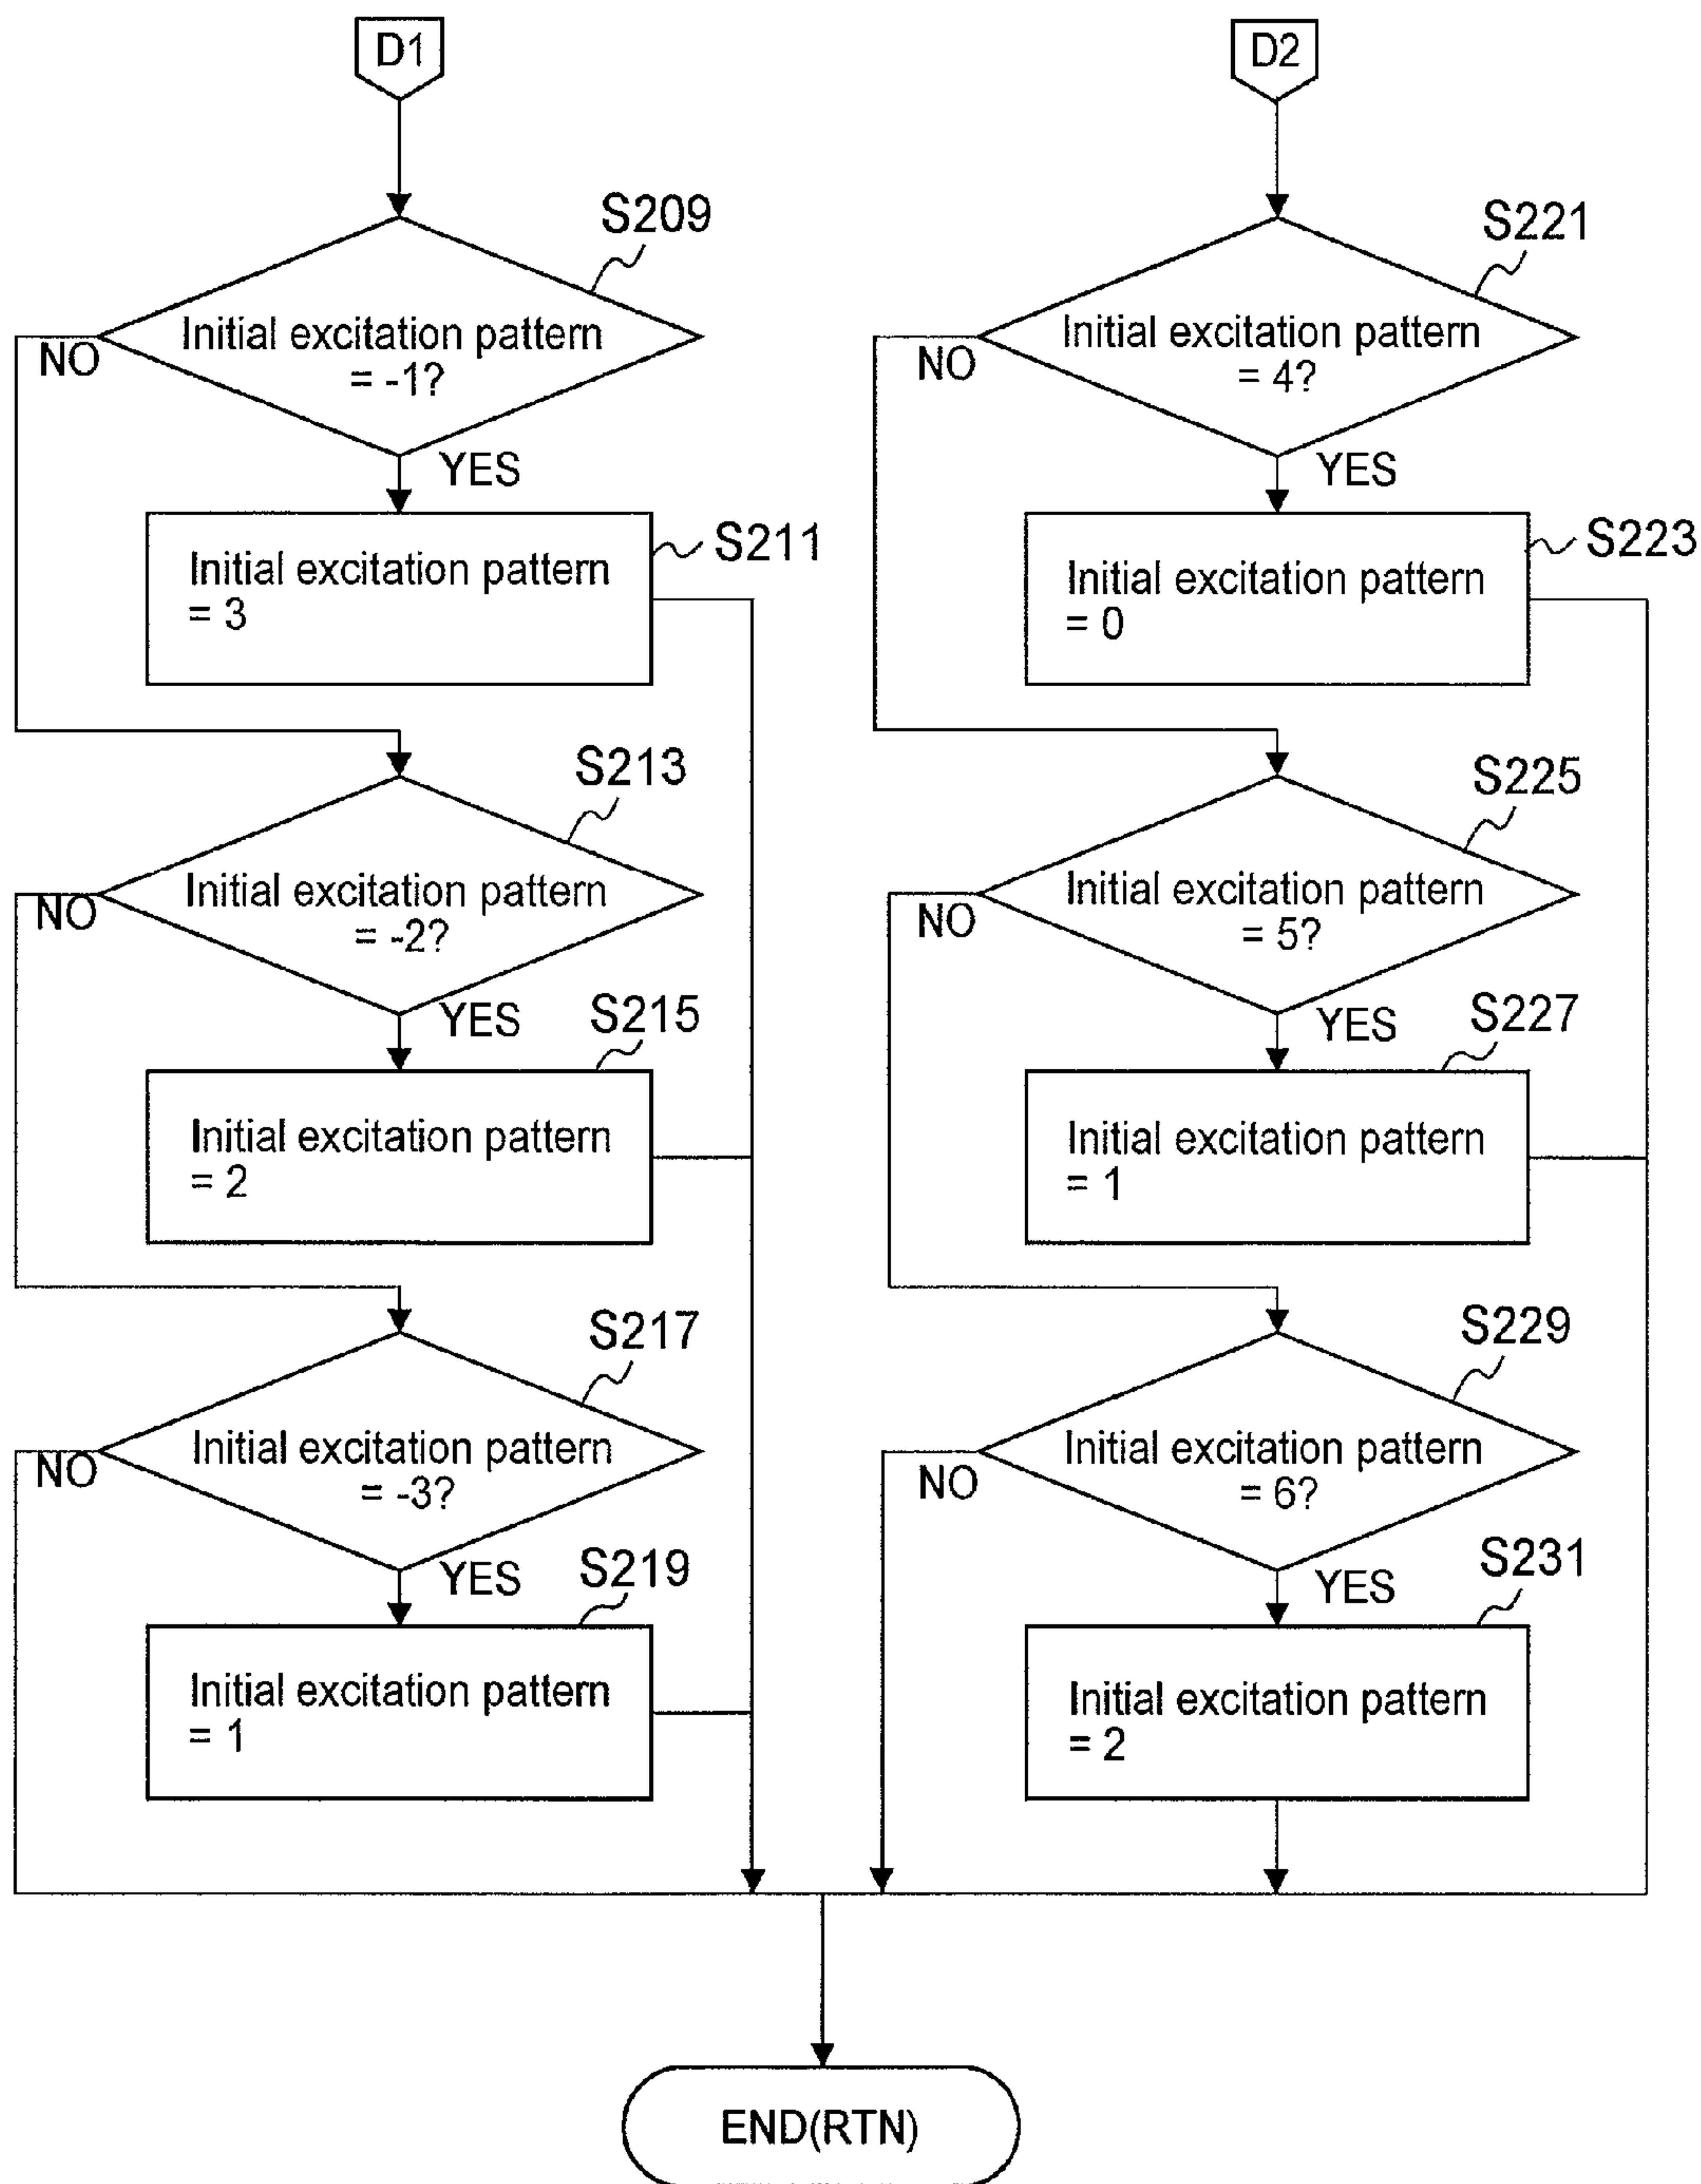 D1
S209
Initial excitation pattern
= -1?
NO
YES
S211
Initial excitation pattern
= 3
S213
Initial excitation pattern
= -2?
NO
YES
S215
Initial excitation pattern
= 2
S217
Initial excitation pattern
= -3?
NO
YES
S219
Initial excitation pattern
= 1
D2
S221
Initial excitation pattern
= 4?
NO
YES
S223
Initial excitation pattern
= 0
S225
Initial excitation pattern
= 5?
NO
YES
S227
Initial excitation pattern
= 1
S229
Initial excitation pattern
= 6?
NO
YES
S231
Initial excitation pattern
= 2
END(RTN)